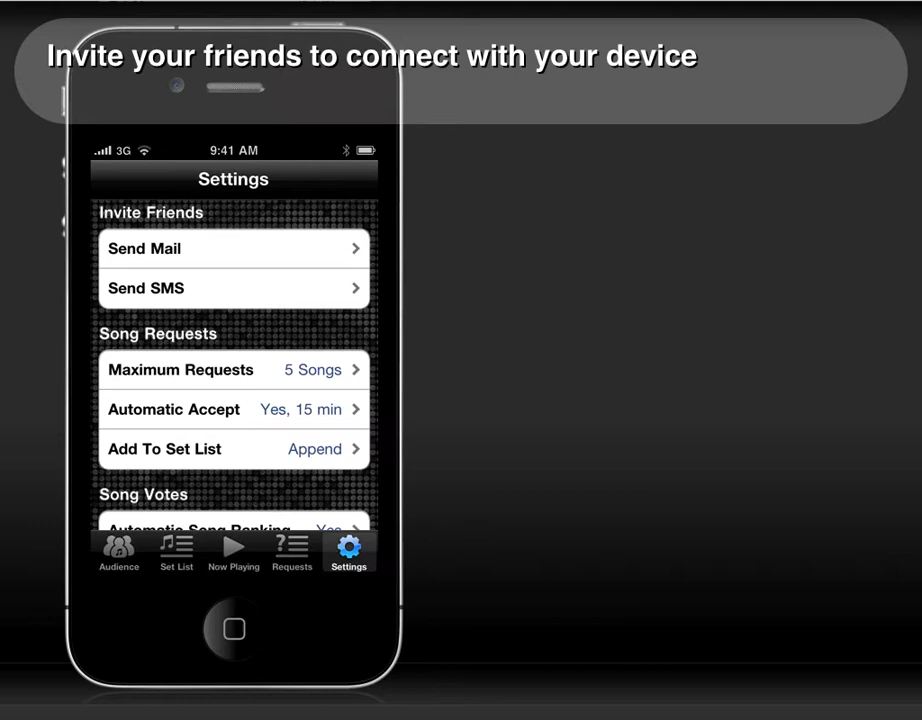 Invite your friends to connect with your device
3G 9:41 AM
Settings
Invite Friends
Send Mail
Send SMS
Song Requests
Maximum Requests 5 Songs
Automatic Accept Yes, 15 min
Add To Set List Append
Song Votes
Automatic Song Ranking Yes
Audience Set List Now Playing Requests Settings